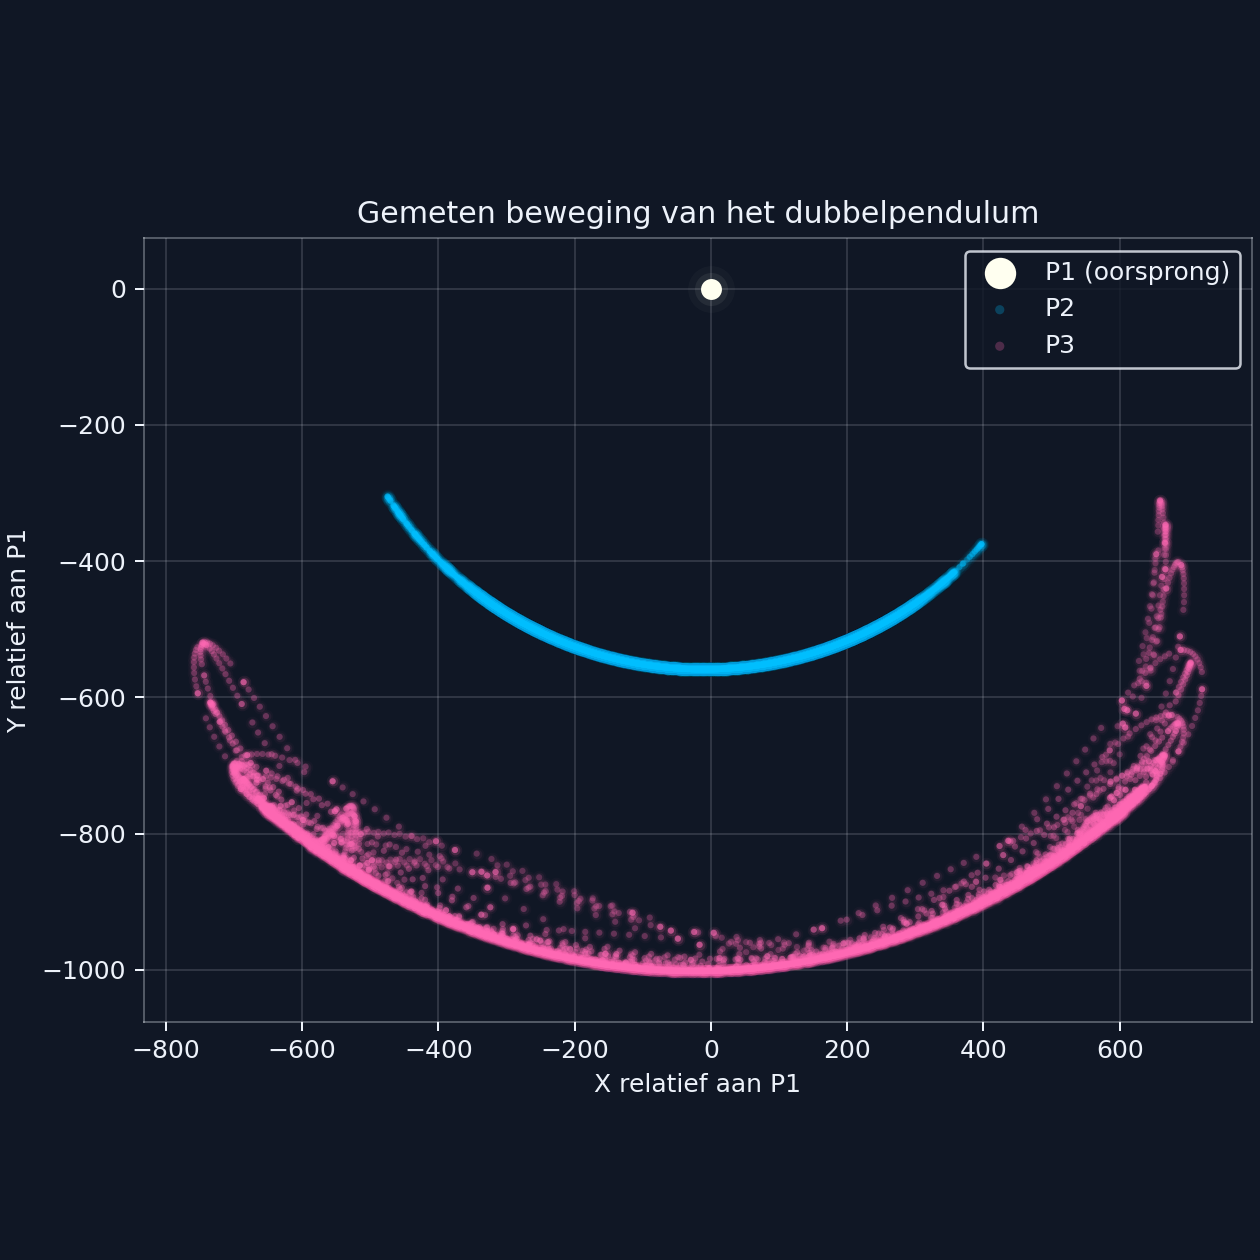 Gemeten beweging van het dubbelpendulum
P1 (oorsprong)
P2
P3
0
−200
−400
−600
−800
−1000
Y relatief aan P1
−800 −600 −400 −200 0 200 400 600
X relatief aan P1